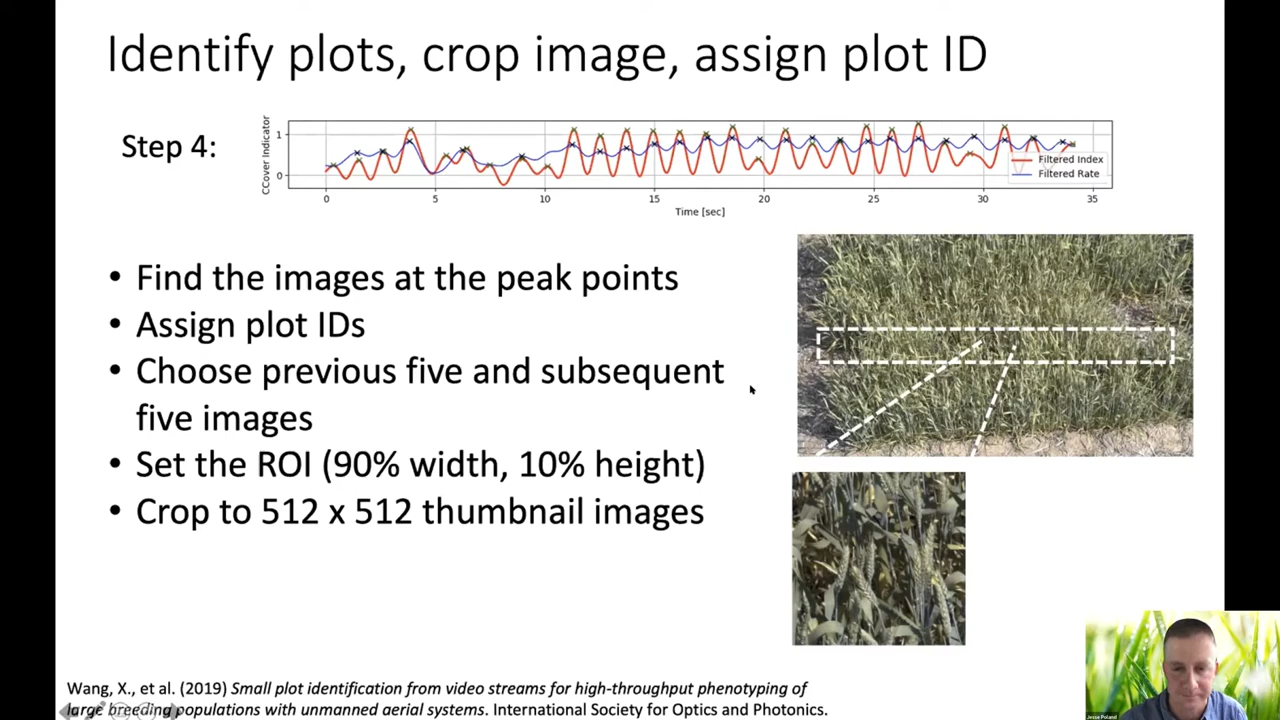 Identify plots, crop image, assign plot ID
Step 4:
CCover Indicator
1
0
Filtered Index
Filtered Rate
0 5 10 15 20 25 30 35
Time [sec]
• Find the images at the peak points
• Assign plot IDs
• Choose previous five and subsequent
five images
• Set the ROI (90% width, 10% height)
• Crop to 512 x 512 thumbnail images
Wang, X., et al. (2019) Small plot identification from video streams for high-throughput phenotyping of
large breeding populations with unmanned aerial systems. International Society for Optics and Photonics.
Jesse Poland